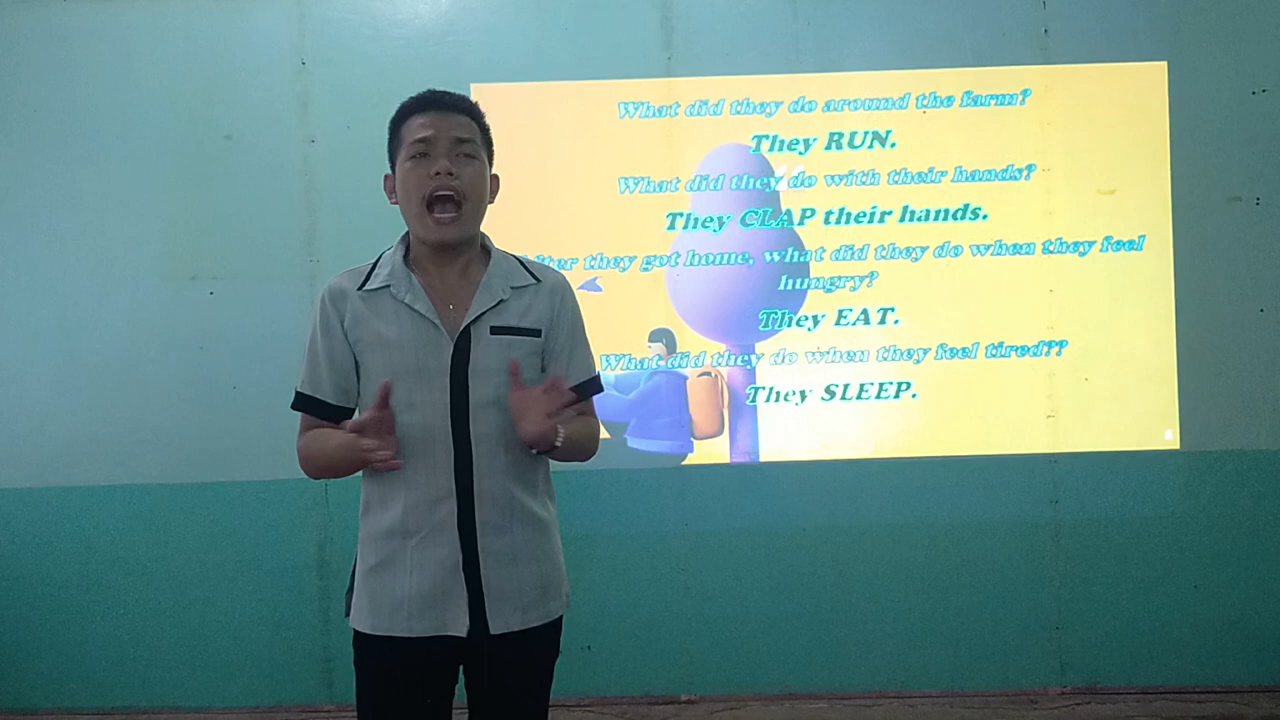 What did they do around the farm?
They RUN.
What did they do with their hands?
They CLAP their hands.
After they got home, what did they do when they feel
hungry?
They EAT.
What did they do when they feel tired??
They SLEEP.